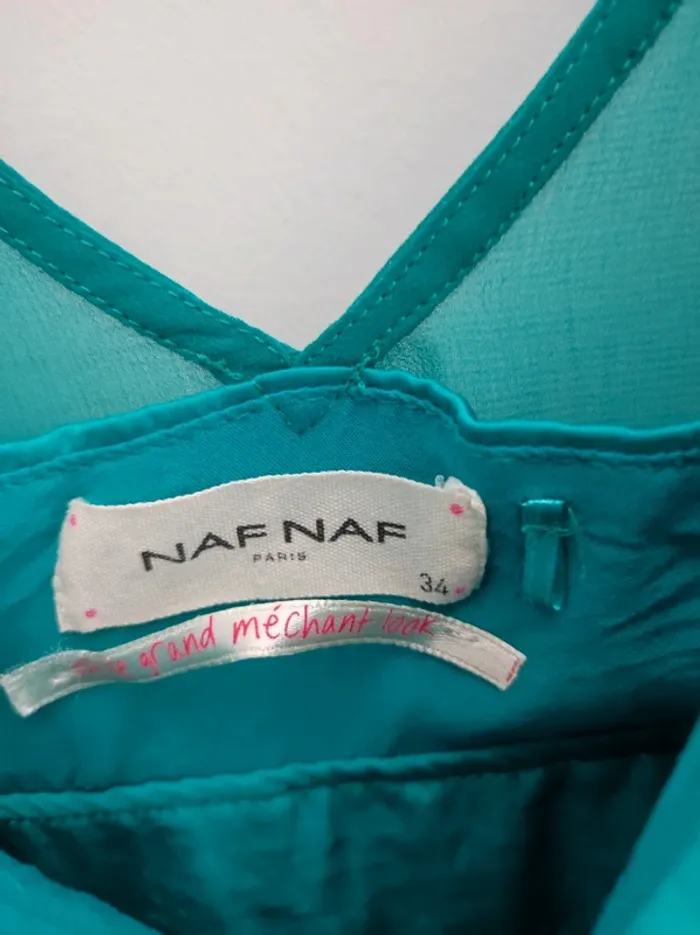 NAF NAF
PARIS
34
grand méchant look